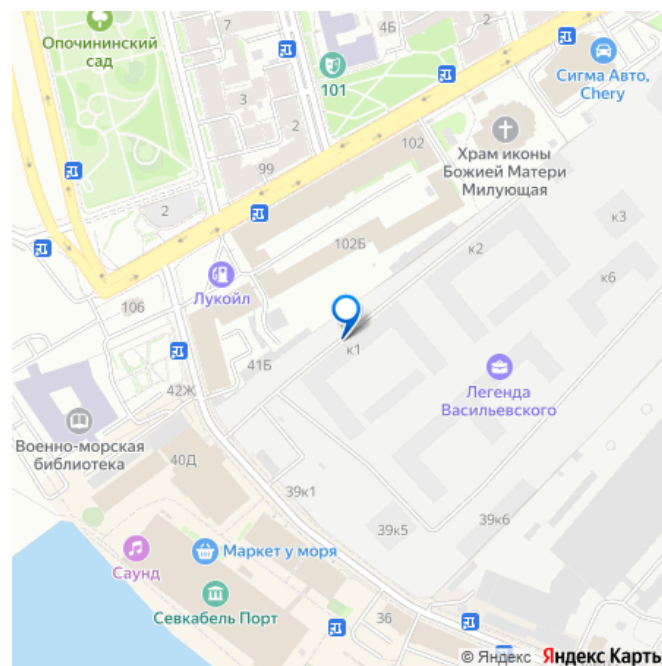 7
4Б
Опочининский
сад
101
3
2
Сигма Авто,
Chery
102
Храм иконы
Божией Матери
Милующая
99
2
к3
102Б
к2
к6
Лукойл
106
к1
41Б
Легенда
Васильевского
42Ж
Военно-морская
библиотека
40Д
39к1
39к5
39к6
Маркет у моря
Саунд
Севкабель Порт
36
© Яндекс Яндекс Карты